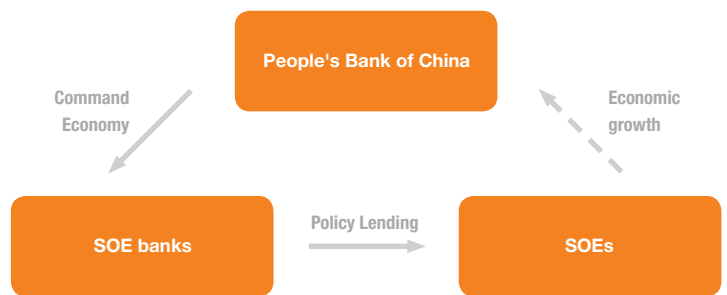 People's Bank of China
Command
Economy
Economic
growth
Policy Lending
SOE banks
SOEs